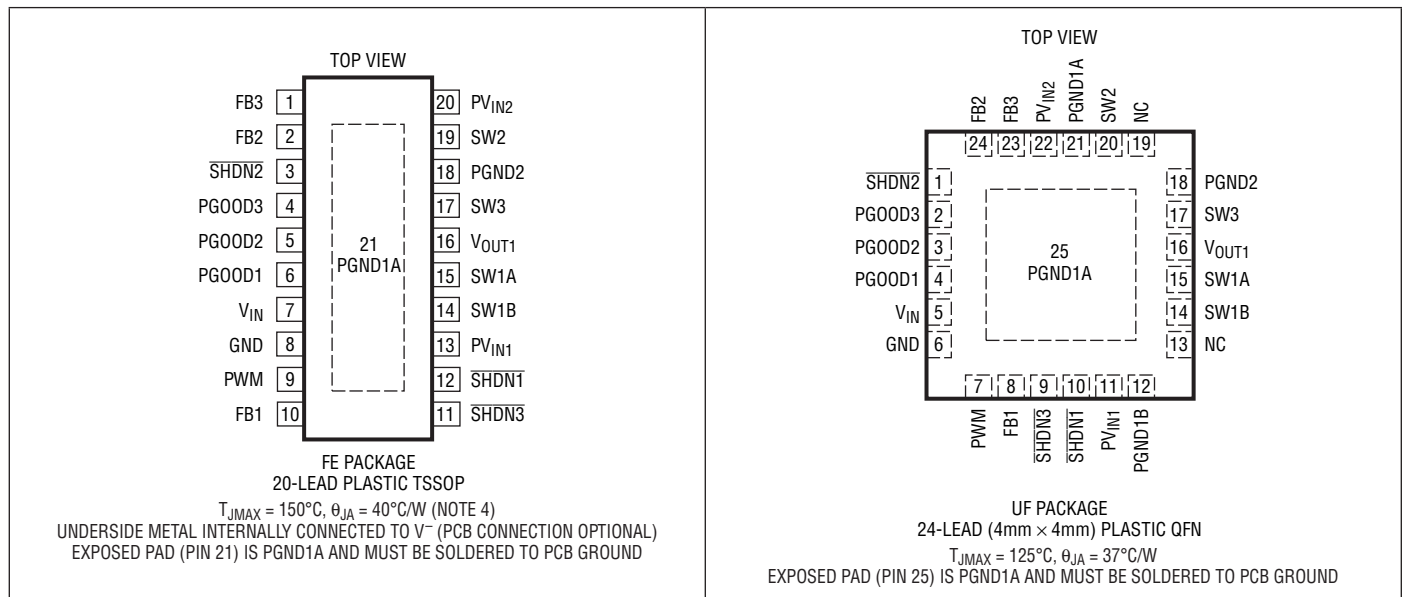 TOP VIEW
FB3 1
FB2 2
SHDN2 3
PGOOD3 4
PGOOD2 5
PGOOD1 6
VIN 7
GND 8
PWM 9
FB1 10
20 PVIN2
19 SW2
18 PGND2
17 SW3
16 VOUT1
15 SW1A
14 SW1B
13 PVIN1
12 SHDN1
11 SHDN3
21
PGND1A
FE PACKAGE
20-LEAD PLASTIC TSSOP
TJMAX = 150°C, θJA = 40°C/W (NOTE 4)
UNDERSIDE METAL INTERNALLY CONNECTED TO V– (PCB CONNECTION OPTIONAL)
EXPOSED PAD (PIN 21) IS PGND1A AND MUST BE SOLDERED TO PCB GROUND
TOP VIEW
FB2 FB3 PVIN2 PGND1A SW2 NC
24 23 22 21 20 19
SHDN2 1
PGOOD3 2
PGOOD2 3
PGOOD1 4
VIN 5
GND 6
18 PGND2
17 SW3
16 VOUT1
15 SW1A
14 SW1B
13 NC
25
PGND1A
7 8 9 10 11 12
PWM FB1 SHDN3 SHDN1 PVIN1 PGND1B
UF PACKAGE
24-LEAD (4mm × 4mm) PLASTIC QFN
TJMAX = 125°C, θJA = 37°C/W
EXPOSED PAD (PIN 25) IS PGND1A AND MUST BE SOLDERED TO PCB GROUND